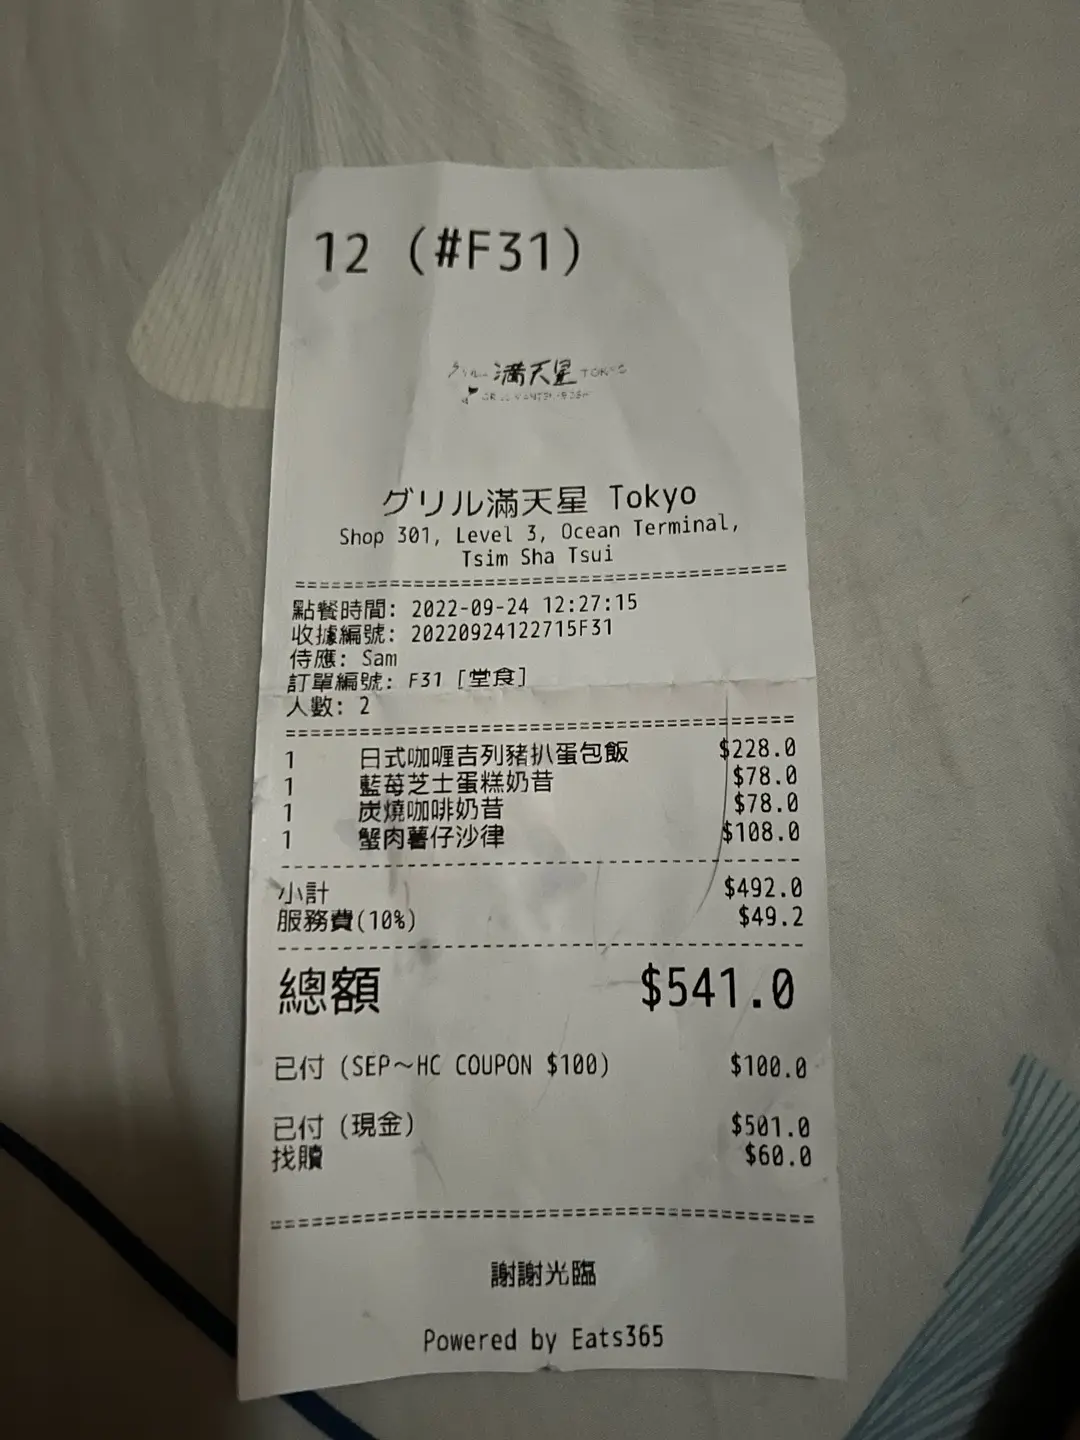 12 (#F31)
満天星
グリル満天星 Tokyo
Shop 301, Level 3, Ocean Terminal,
Tsim Sha Tsui
點餐時間: 2022-09-24 12:27:15
收據編號: 20220924122715F31
侍應: Sam
訂單編號: F31 [堂食]
人數: 2
1 日式咖喱吉列豬扒蛋包飯 $228.0
1 藍莓芝士蛋糕奶昔 $78.0
1 炭燒咖啡奶昔 $78.0
1 蟹肉薯仔沙律 $108.0
小計 $492.0
服務費(10%) $49.2
總額 $541.0
已付 (SEP～HC COUPON $100) $100.0
已付 (現金) $501.0
找贖 $60.0
謝謝光臨
Powered by Eats365